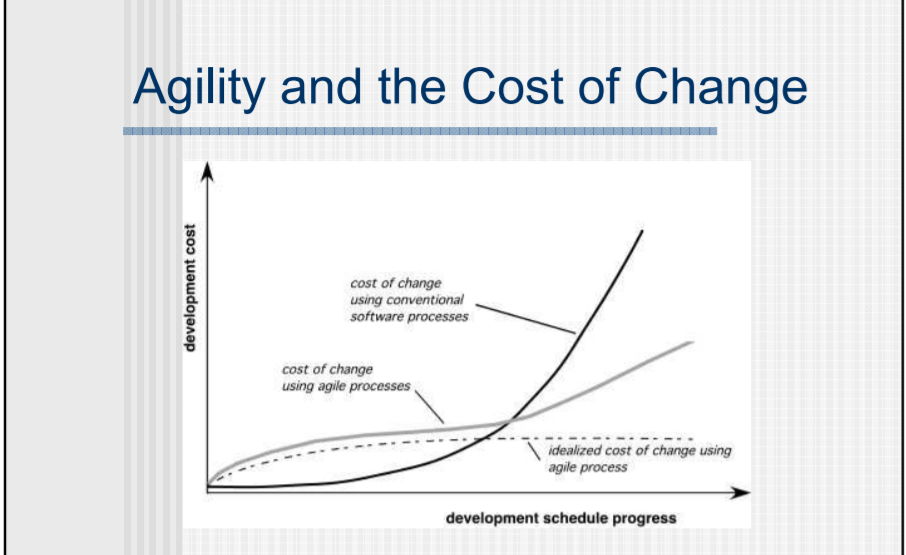 Agility and the Cost of Change
development cost
cost of change
using conventional
software processes
cost of change
using agile processes
idealized cost of change using
agile process
development schedule progress